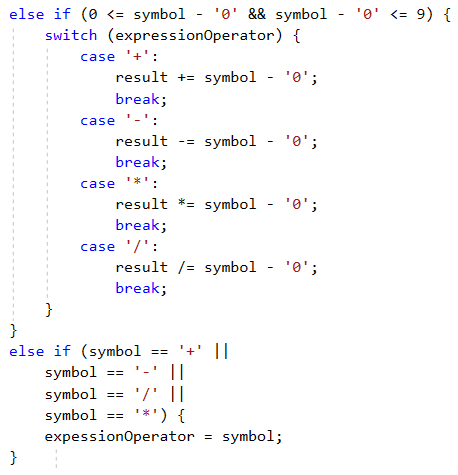 else if (0 <= symbol - '0' && symbol - '0' <= 9) {
    switch (expressionOperator) {
        case '+':
            result += symbol - '0';
            break;
        case '-':
            result -= symbol - '0';
            break;
        case '*':
            result *= symbol - '0';
            break;
        case '/':
            result /= symbol - '0';
            break;
    }
}
else if (symbol == '+' ||
    symbol == '-' ||
    symbol == '/' ||
    symbol == '*') {
    expessionOperator = symbol;
}